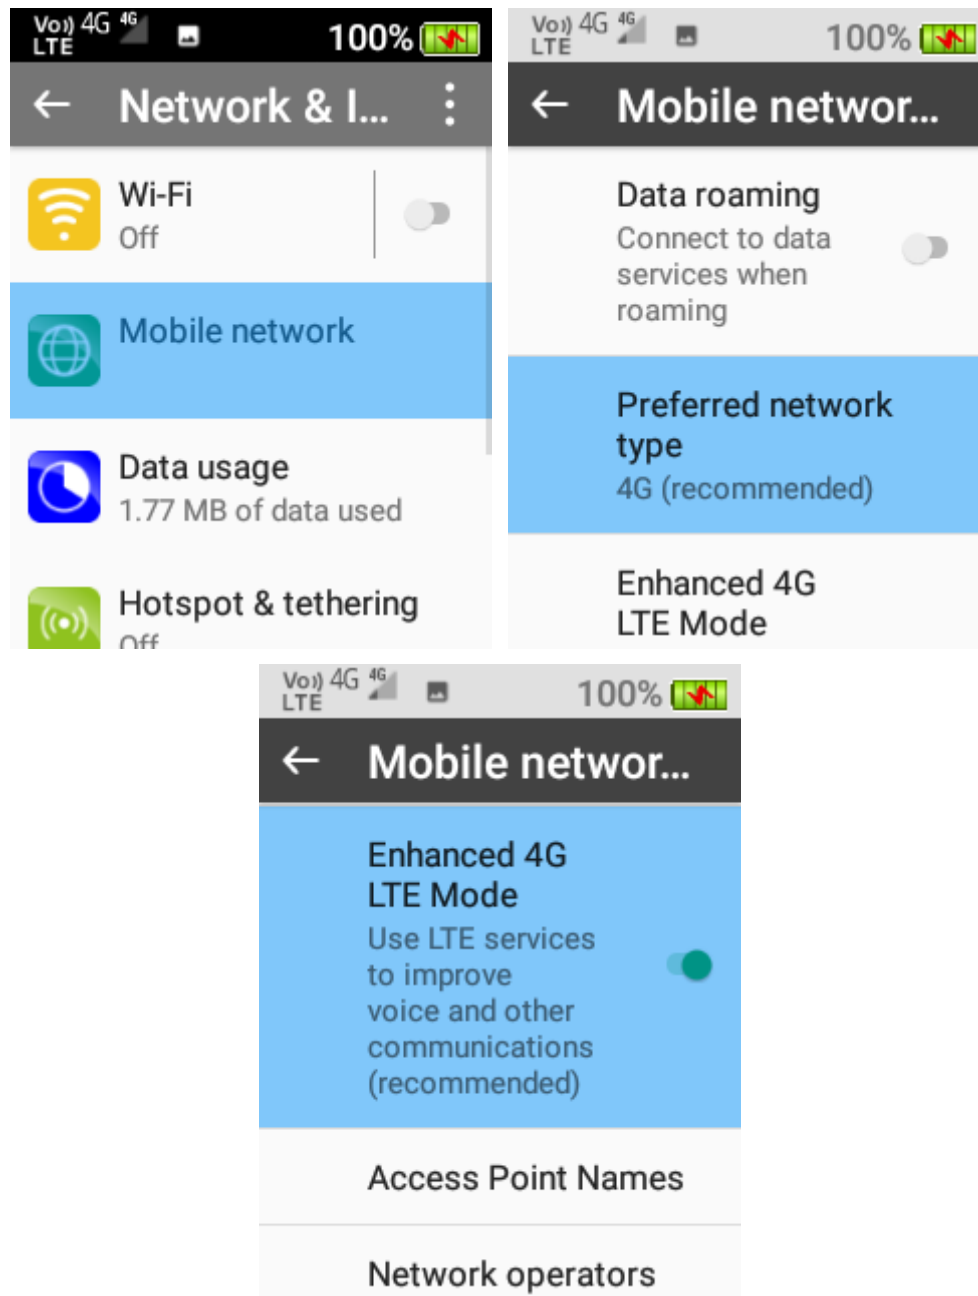 Vo)) LTE 4G 4G 100%
Network & I...
Wi-Fi
Off
Mobile network
Data usage
1.77 MB of data used
Hotspot & tethering
Off
Vo)) LTE 4G 4G 100%
Mobile networ...
Data roaming
Connect to data
services when
roaming
Preferred network
type
4G (recommended)
Enhanced 4G
LTE Mode
Vo)) LTE 4G 4G 100%
Mobile networ...
Enhanced 4G
LTE Mode
Use LTE services
to improve
voice and other
communications
(recommended)
Access Point Names
Network operators